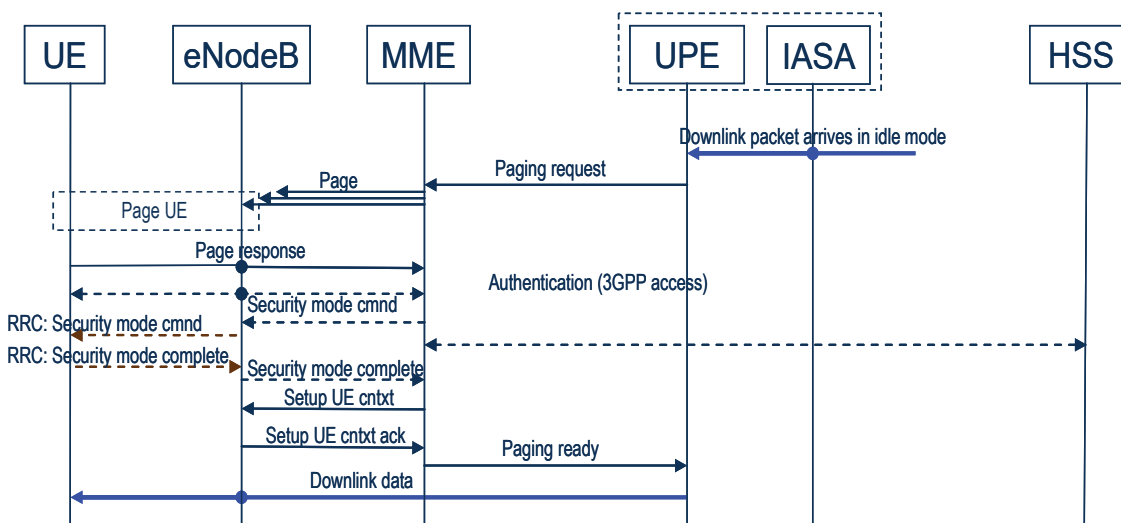 UE
eNodeB
MME
UPE
IASA
HSS
Downlink packet arrives in idle mode
Paging request
Page
Page UE
Page response
Authentication (3GPP access)
Security mode cmnd
RRC: Security mode cmnd
RRC: Security mode complete
Security mode complete
Setup UE cntxt
Setup UE cntxt ack
Paging ready
Downlink data